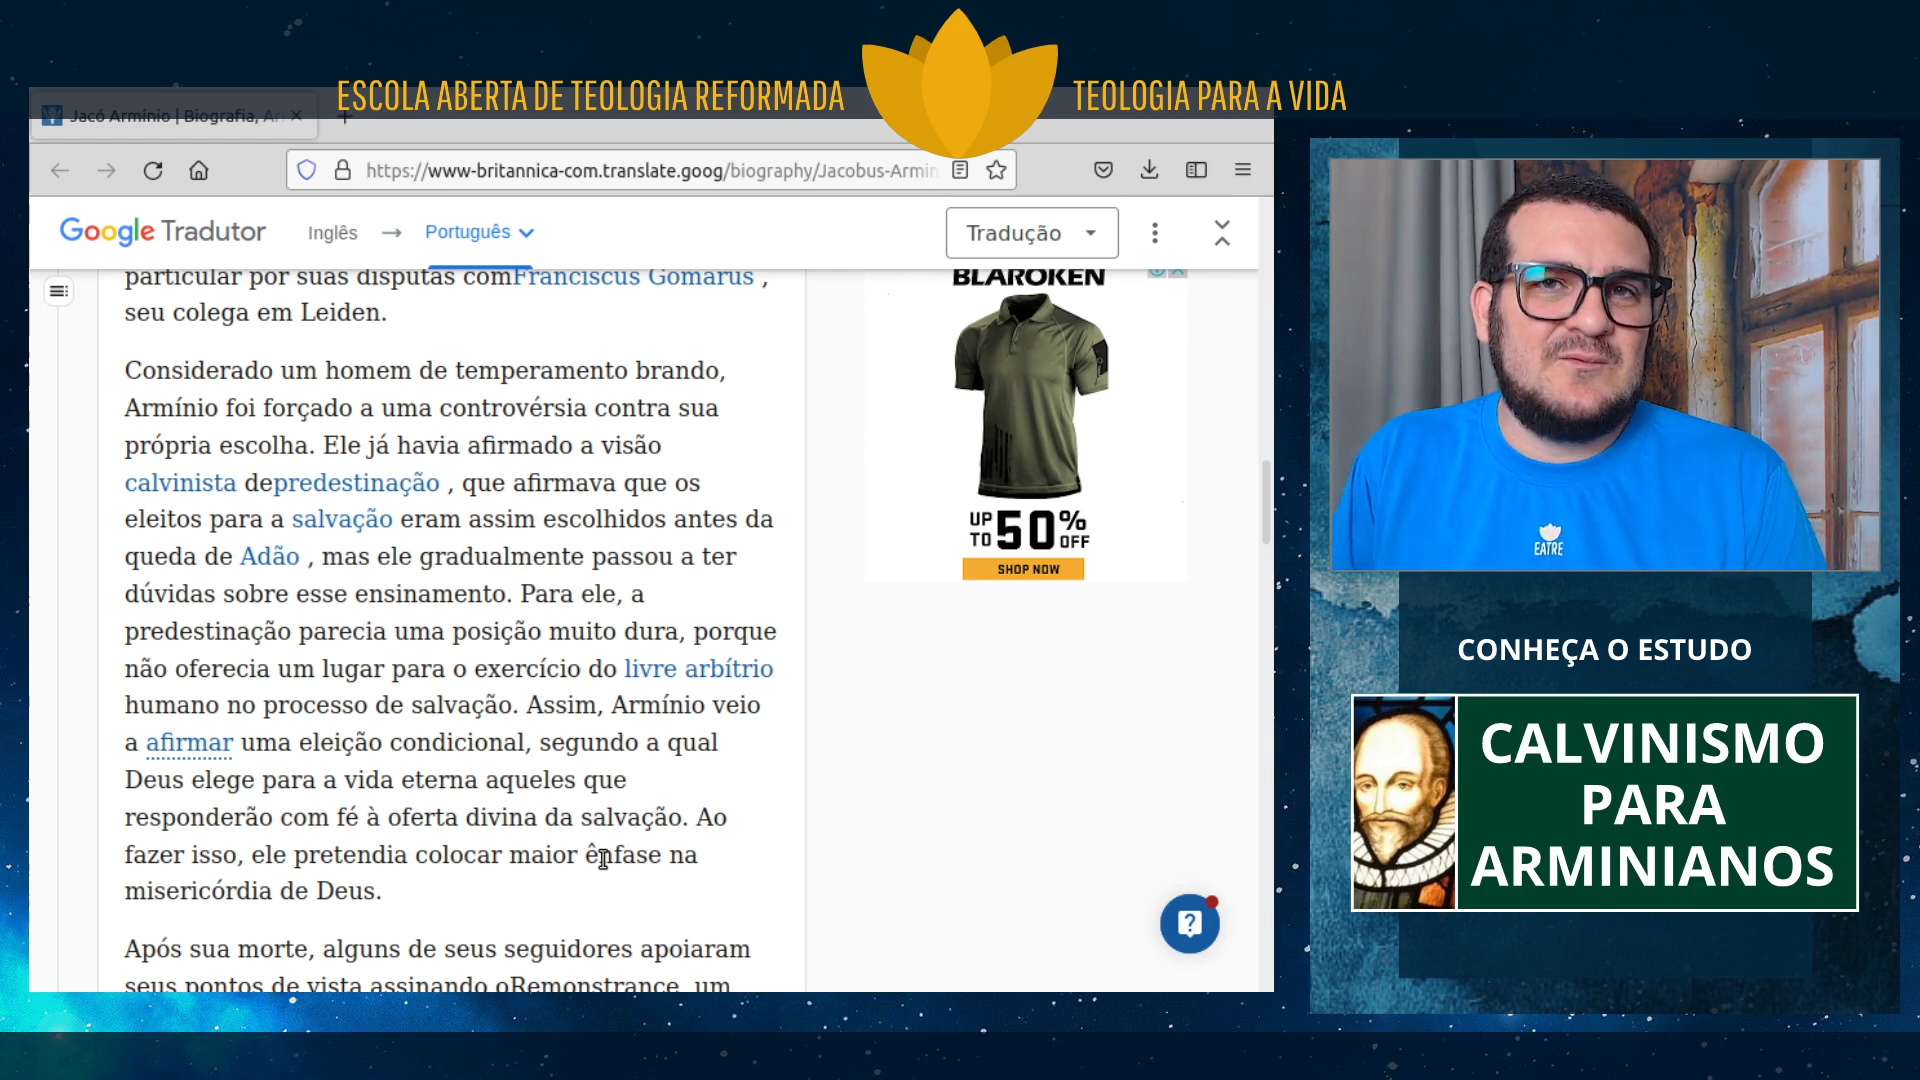 ESCOLA ABERTA DE TEOLOGIA REFORMADA
TEOLOGIA PARA A VIDA
Jacó Armínio | Biografia, Ar
https://www-britannica-com.translate.goog/biography/Jacobus-Armin
Google Tradutor
Inglês → Português
Tradução
particular por suas disputas comFranciscus Gomarus ,
seu colega em Leiden.
Considerado um homem de temperamento brando,
Armínio foi forçado a uma controvérsia contra sua
própria escolha. Ele já havia afirmado a visão
calvinista depredestinação , que afirmava que os
eleitos para a salvação eram assim escolhidos antes da
queda de Adão , mas ele gradualmente passou a ter
dúvidas sobre esse ensinamento. Para ele, a
predestinação parecia uma posição muito dura, porque
não oferecia um lugar para o exercício do livre arbítrio
humano no processo de salvação. Assim, Armínio veio
a afirmar uma eleição condicional, segundo a qual
Deus elege para a vida eterna aqueles que
responderão com fé à oferta divina da salvação. Ao
fazer isso, ele pretendia colocar maior ênfase na
misericórdia de Deus.
Após sua morte, alguns de seus seguidores apoiaram
seus pontos de vista assinando oRemonstrance, um
BLAROKEN
UP TO 50% OFF
SHOP NOW
EATRE
CONHEÇA O ESTUDO
CALVINISMO
PARA
ARMINIANOS